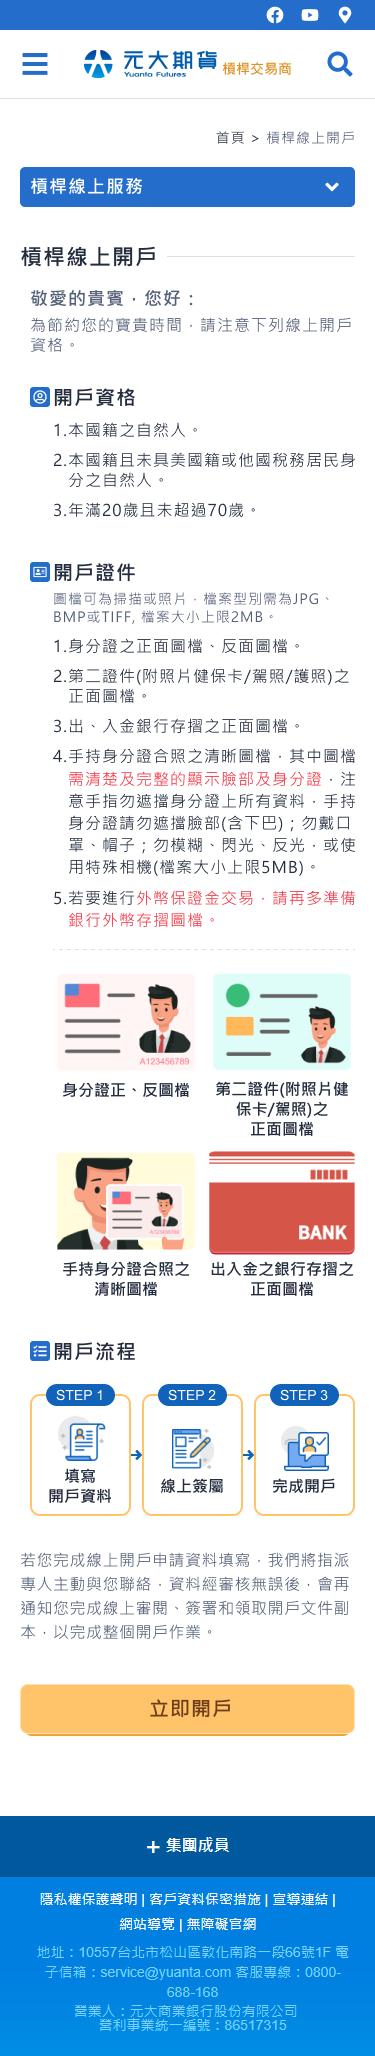 元大期貨 槓桿交易商
Yuanta Futures
首頁 > 槓桿線上開戶
槓桿線上服務
槓桿線上開戶
敬愛的貴賓，您好：
為節約您的寶貴時間，請注意下列線上開戶
資格。
開戶資格
1.本國籍之自然人。
2.本國籍且未具美國籍或他國稅務居民身
分之自然人。
3.年滿20歲且未超過70歲。
開戶證件
圖檔可為掃描或照片，檔案型別需為JPG、
BMP或TIFF, 檔案大小上限2MB。
1.身分證之正面圖檔、反面圖檔。
2.第二證件(附照片健保卡/駕照/護照)之
正面圖檔。
3.出、入金銀行存摺之正面圖檔。
4.手持身分證合照之清晰圖檔，其中圖檔
需清楚及完整的顯示臉部及身分證，注
意手指勿遮擋身分證上所有資料，手持
身分證請勿遮擋臉部(含下巴)；勿戴口
罩、帽子；勿模糊、閃光、反光，或使
用特殊相機(檔案大小上限5MB)。
5.若要進行外幣保證金交易，請再多準備
銀行外幣存摺圖檔。
A123456789
身分證正、反圖檔
第二證件(附照片健
保卡/駕照)之
正面圖檔
A123456789
手持身分證合照之
清晰圖檔
BANK
出入金之銀行存摺之
正面圖檔
開戶流程
STEP 1
填寫
開戶資料
STEP 2
線上簽屬
STEP 3
完成開戶
若您完成線上開戶申請資料填寫，我們將指派
專人主動與您聯絡，資料經審核無誤後，會再
通知您完成線上審閱、簽署和領取開戶文件副
本，以完成整個開戶作業。
立即開戶
+ 集團成員
隱私權保護聲明 | 客戶資料保密措施 | 宣導連結 |
網站導覽 | 無障礙官網
地址：10557台北市松山區敦化南路一段66號1F 電
子信箱：service@yuanta.com 客服專線：0800-
688-168
營業人：元大商業銀行股份有限公司
營利事業統一編號：86517315